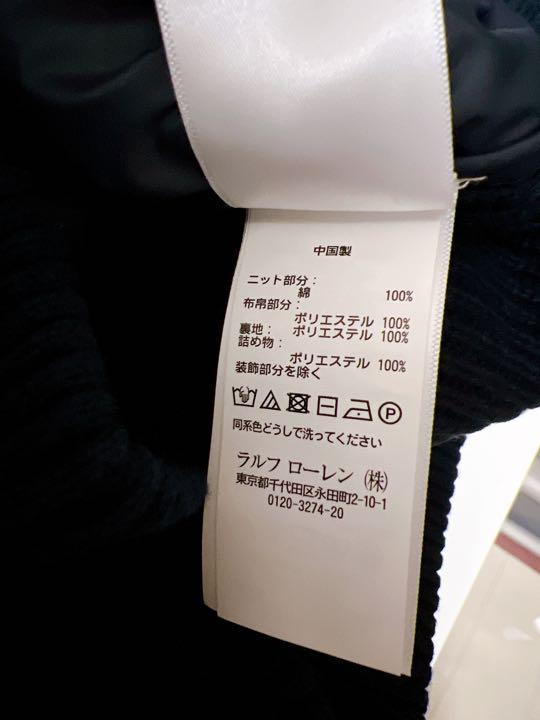 中国製
ニット部分:
綿 100%
布帛部分:
ポリエステル 100%
裏地: ポリエステル 100%
詰め物:
ポリエステル 100%
装飾部分を除く
同系色どうしで洗ってください
ラルフ ローレン (株)
東京都千代田区永田町2-10-1
0120-3274-20